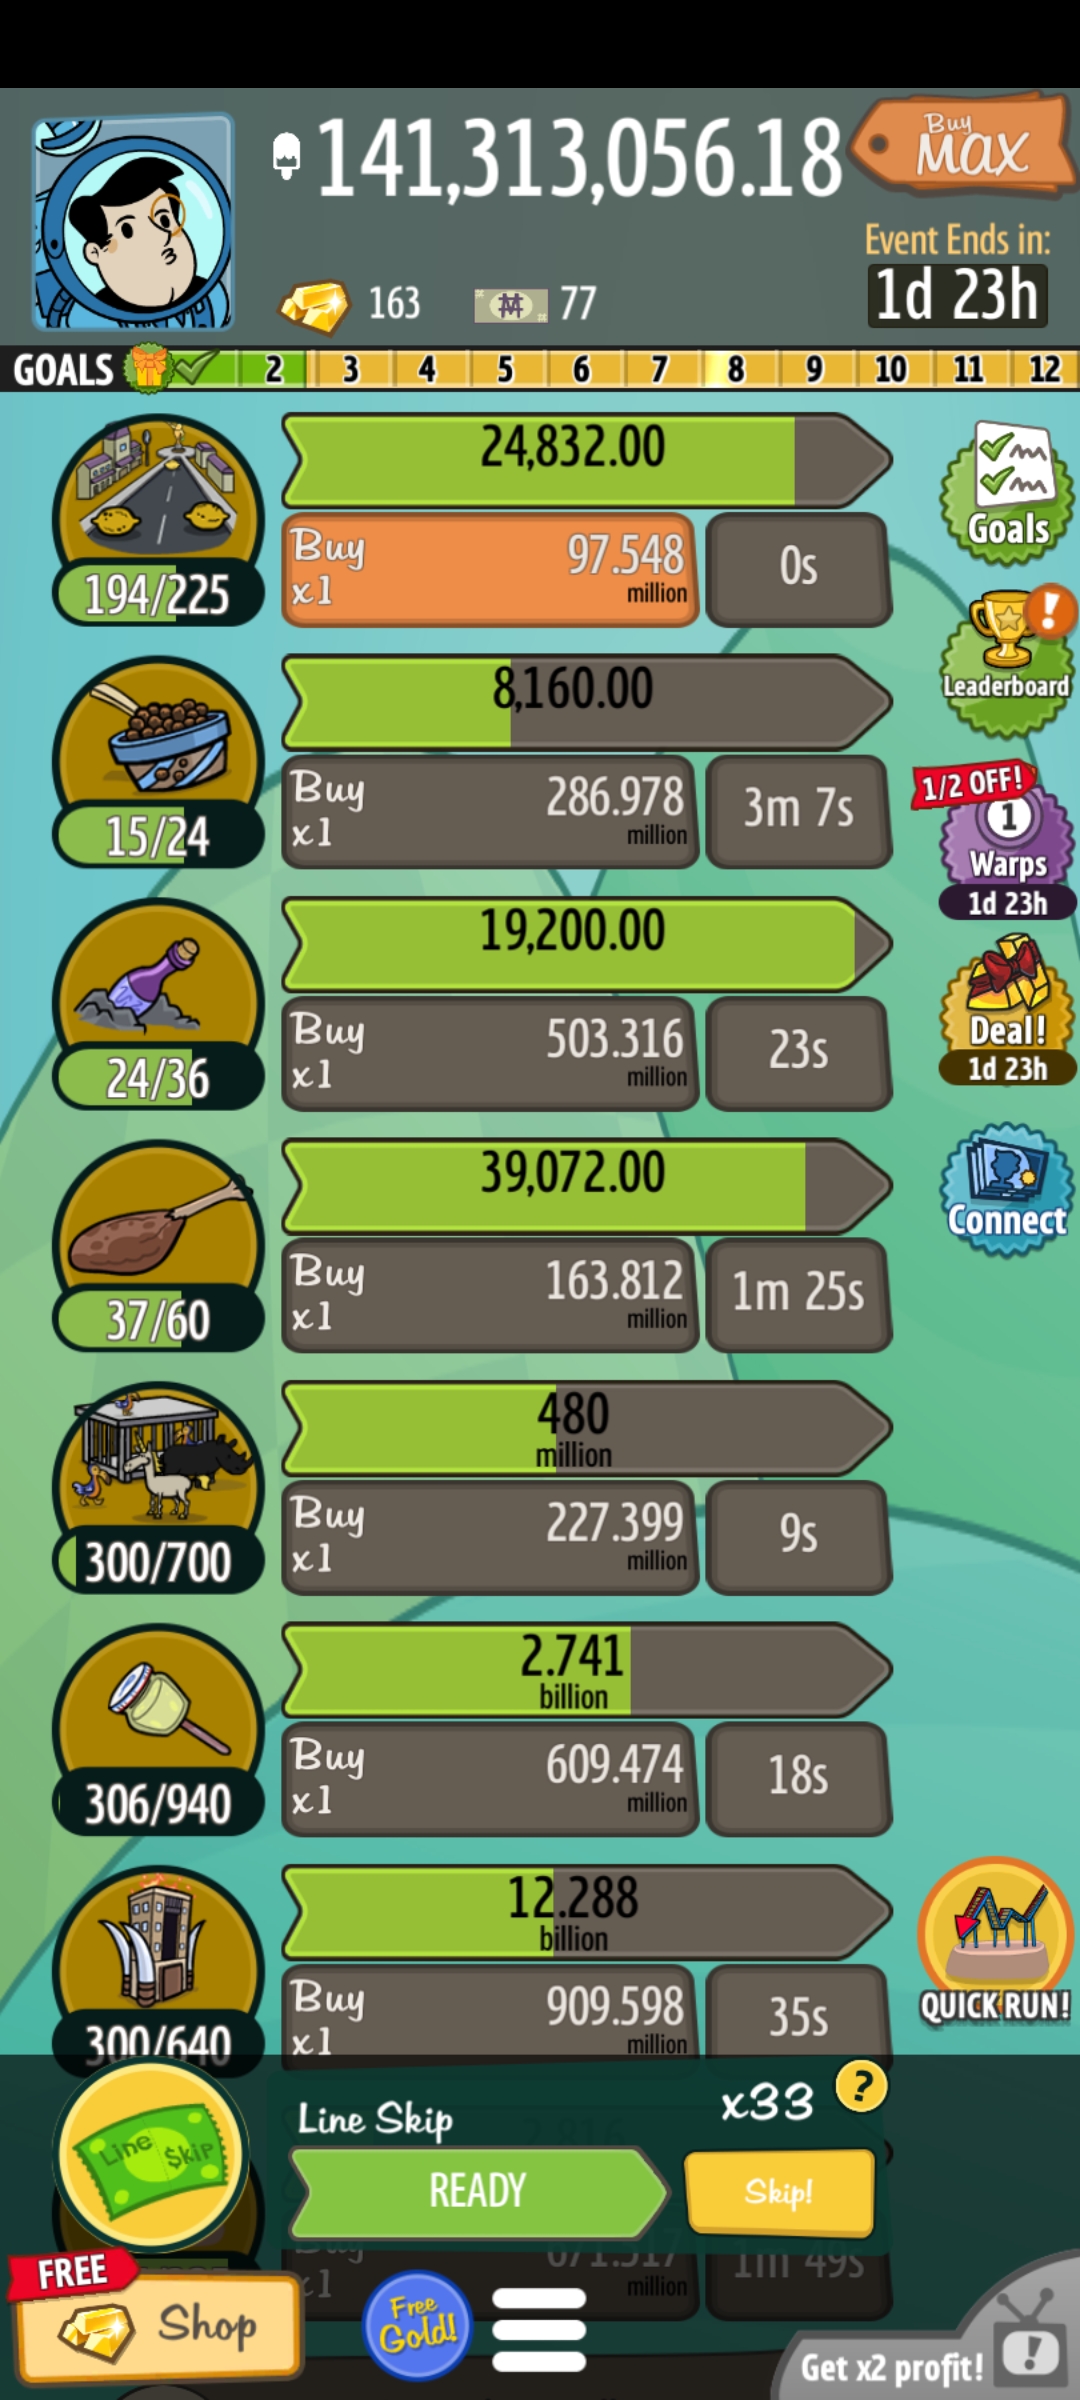 141,313,056.18
Buy
MAX
Event Ends in:
1d 23h
163
77
GOALS
2 3 4 5 6 7 8 9 10 11 12
24,832.00
Buy
x1
97.548
million
0s
194/225
Goals
8,160.00
Buy
x1
286.978
million
3m 7s
15/24
Leaderboard
1/2 OFF!
1
Warps
1d 23h
19,200.00
Buy
x1
503.316
million
23s
24/36
Deal!
1d 23h
39,072.00
Buy
x1
163.812
million
1m 25s
37/60
Connect
480
million
Buy
x1
227.399
million
9s
300/700
2.741
billion
Buy
x1
609.474
million
18s
306/940
12.288
billion
Buy
x1
909.598
million
35s
300/640
QUICK RUN!
Line $kip
Line Skip
x33
?
READY
Skip!
2.816
Buy
x1
671.317
million
1m 49s
FREE
Shop
Free
Gold!
Get x2 profit!